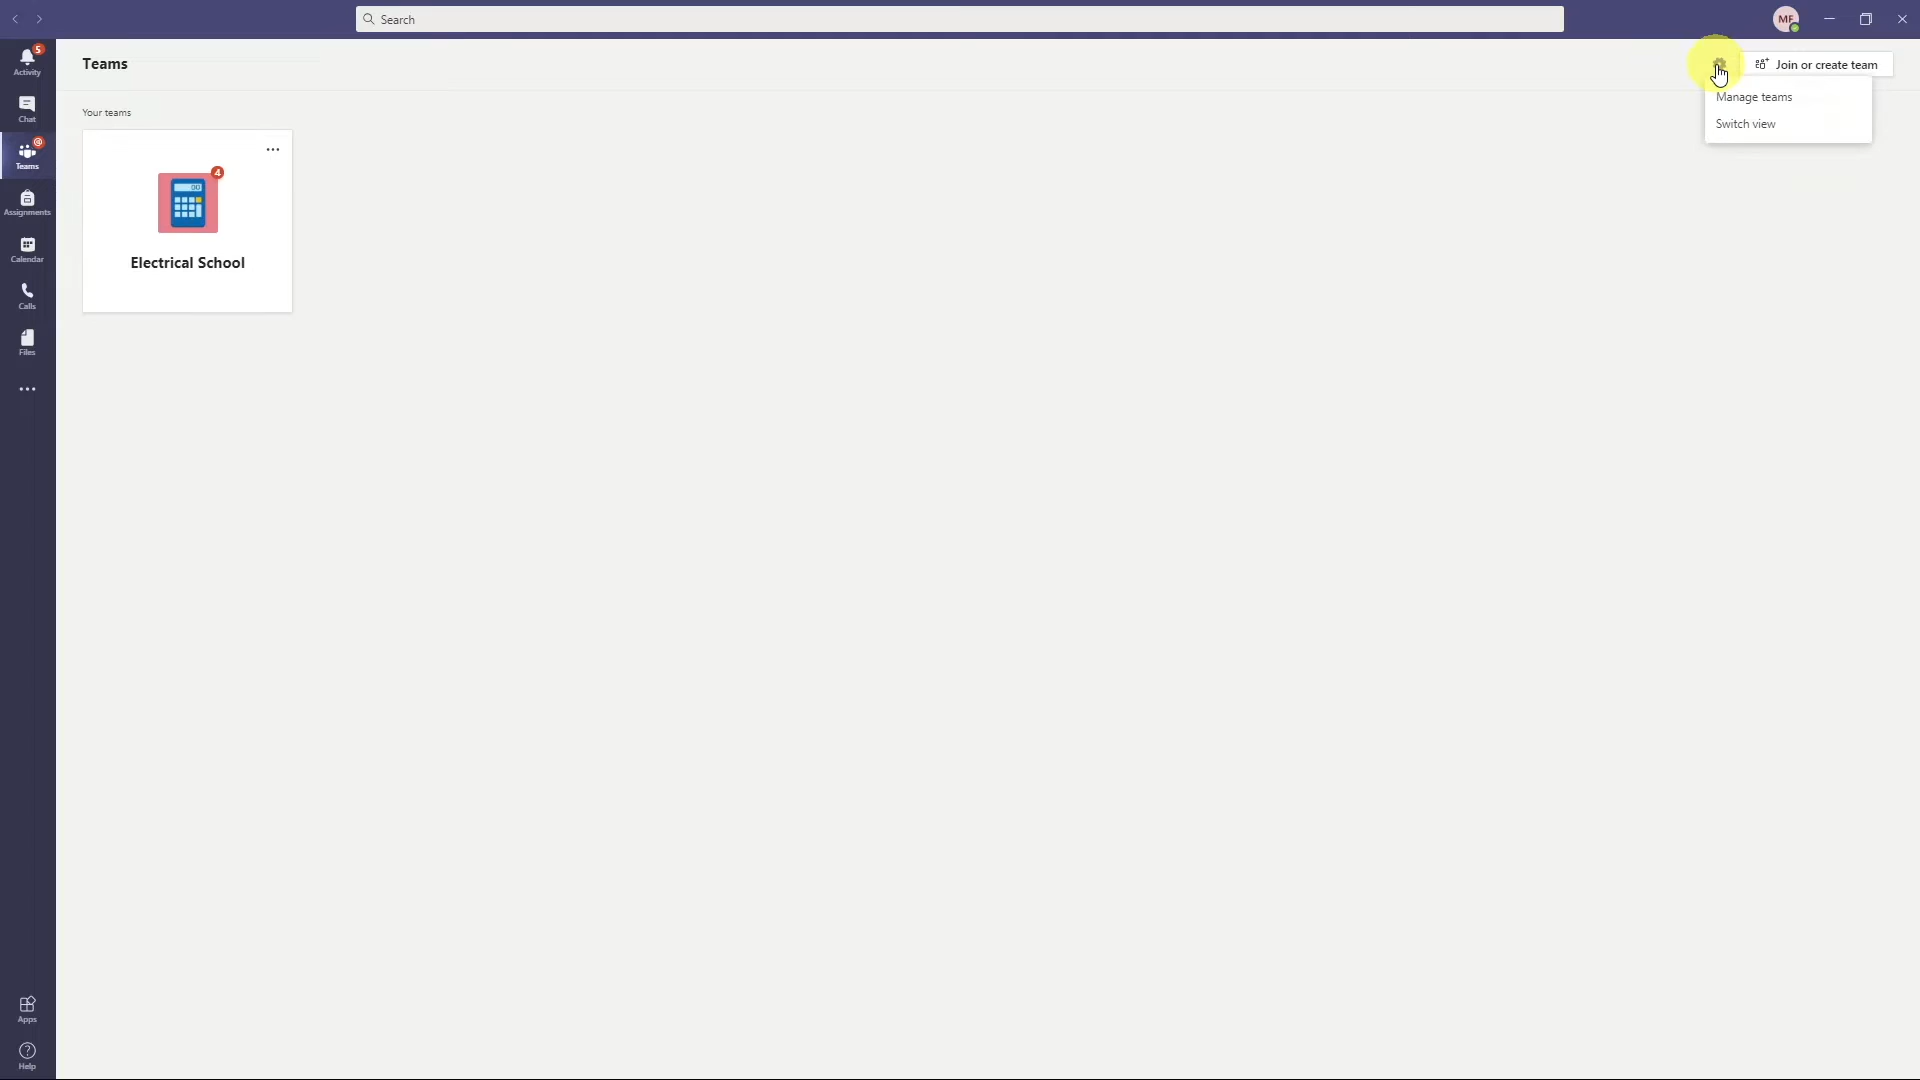 Search
MF
5
Activity
Chat
@
Teams
Assignments
Calendar
Calls
Files
Apps
Help
Teams
Join or create team
Manage teams
Switch view
Your teams
4
Electrical School